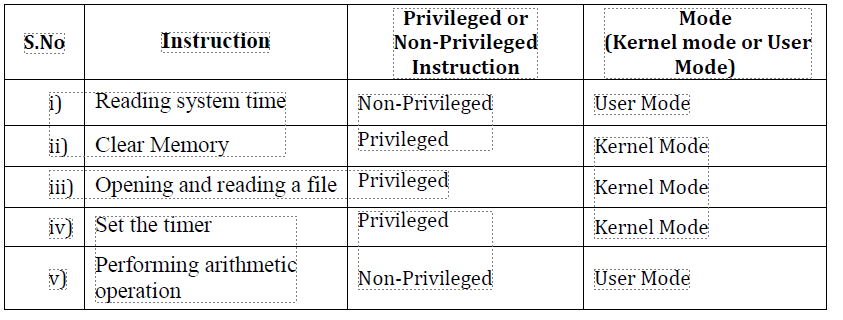 S.No Instruction Privileged or Non-Privileged Instruction Mode (Kernel mode or User Mode)
i) Reading system time Non-Privileged User Mode
ii) Clear Memory Privileged Kernel Mode
iii) Opening and reading a file Privileged Kernel Mode
iv) Set the timer Privileged Kernel Mode
v) Performing arithmetic operation Non-Privileged User Mode